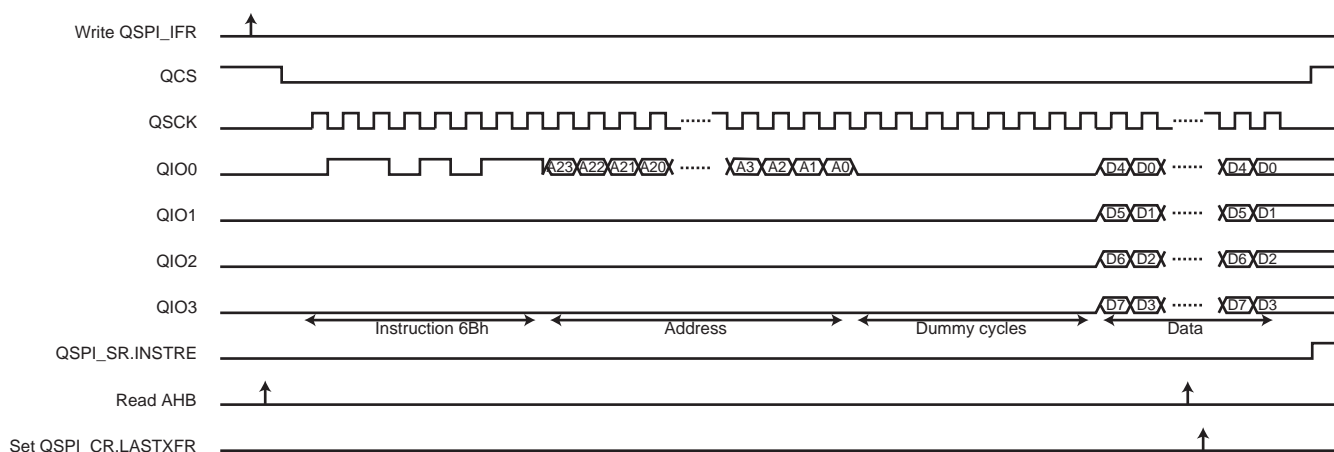 Write QSPI_IFR
QCS
QSCK
QIO0 A23 A22 A21 A20 ...... A3 A2 A1 A0 D4 D0 ...... D4 D0
QIO1 D5 D1 ...... D5 D1
QIO2 D6 D2 ...... D6 D2
QIO3 D7 D3 ...... D7 D3
Instruction 6Bh Address Dummy cycles Data
QSPI_SR.INSTRE
Read AHB
Set QSPI_CR.LASTXFR